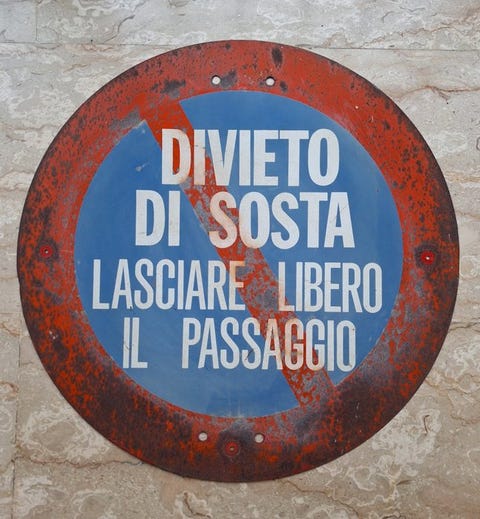 DIVIETO
DI SOSTA
LASCIARE LIBERO
IL PASSAGGIO